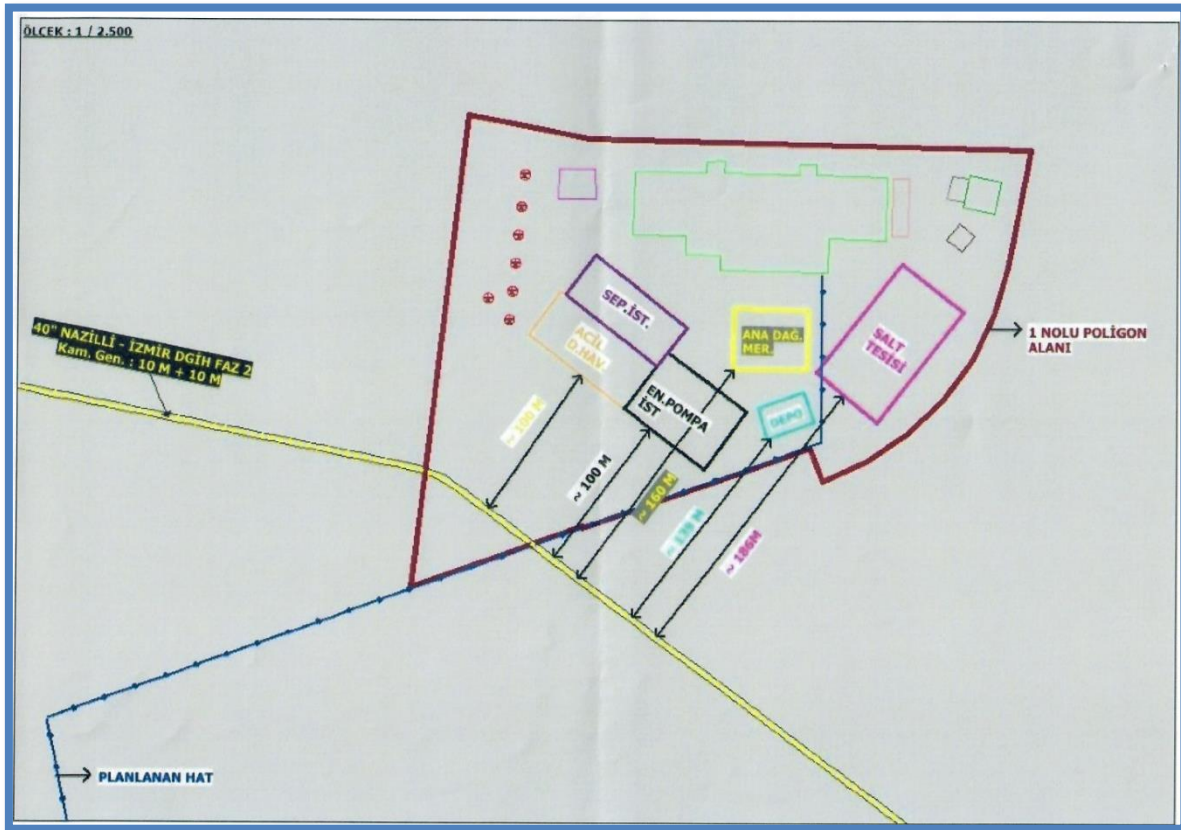 ÖLCEK : 1 / 2.500
40" NAZİLLİ - İZMİR DGİH FAZ 2
Kam. Gen. : 10 M + 10 M
SEP.İST.
ACİL
D.HAV.
EN.POMPA
İST
ANA DAĞ.
MER.
SALT
TESİSİ
DEPO
1 NOLU POLİGON
ALANI
~ 100 M
~ 100 M
~ 160 M
~ 139 M
~ 186M
PLANLANAN HAT